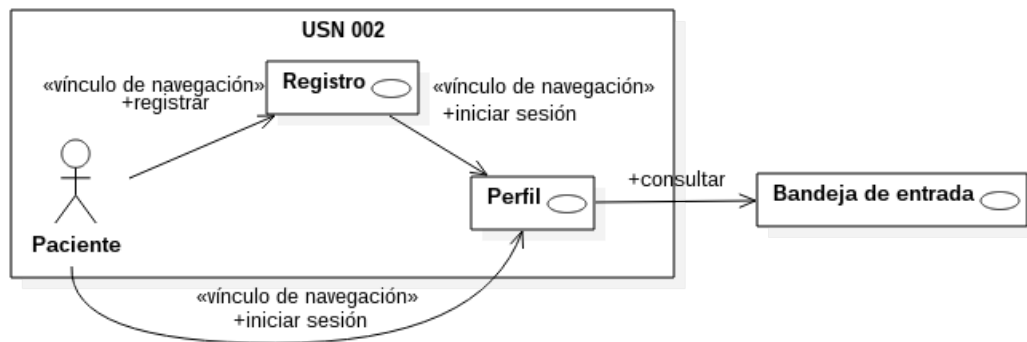 USN 002
«vínculo de navegación»
+registrar
Registro
«vínculo de navegación»
+iniciar sesión
Perfil
+consultar
Bandeja de entrada
Paciente
«vínculo de navegación»
+iniciar sesión